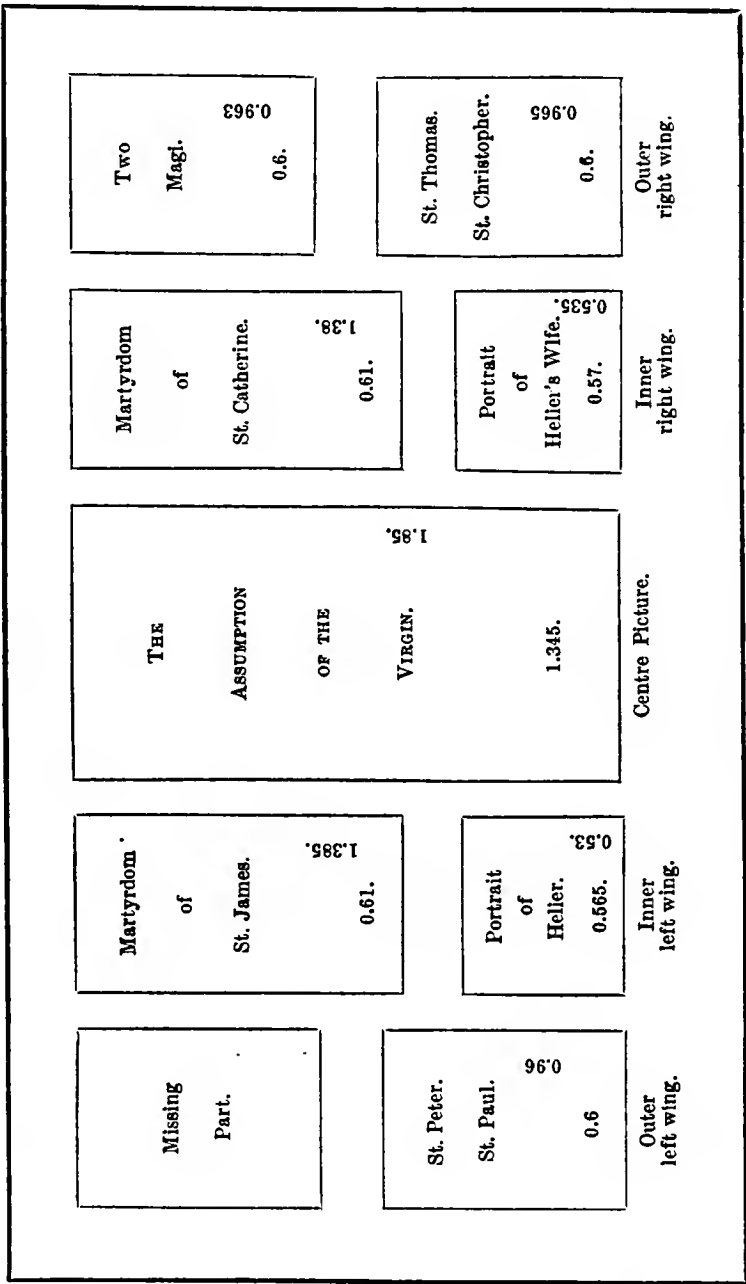 Missing
Part.
St. Peter.
St. Paul.
0.96
0.6
Outer
left wing.
Martyrdom
of
St. James.
1.385.
0.61.
Portrait
of
Heller.
0.53.
0.565.
Inner
left wing.
THE
ASSUMPTION
OF THE
VIRGIN.
1.85.
1.345.
Centre Picture.
Martyrdom
of
St. Catherine.
1.38.
0.61.
Portrait
of
Heller's Wife.
0.535.
0.57.
Inner
right wing.
Two
Magi.
0.963
0.6.
St. Thomas.
St. Christopher.
0.965
0.6.
Outer
right wing.